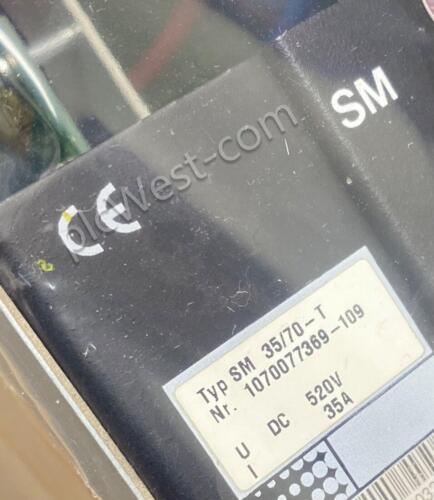 SM
plcWest-com
CE
Typ SM 35/70-T
Nr. 1070077369-109
U DC 520V
I 35A